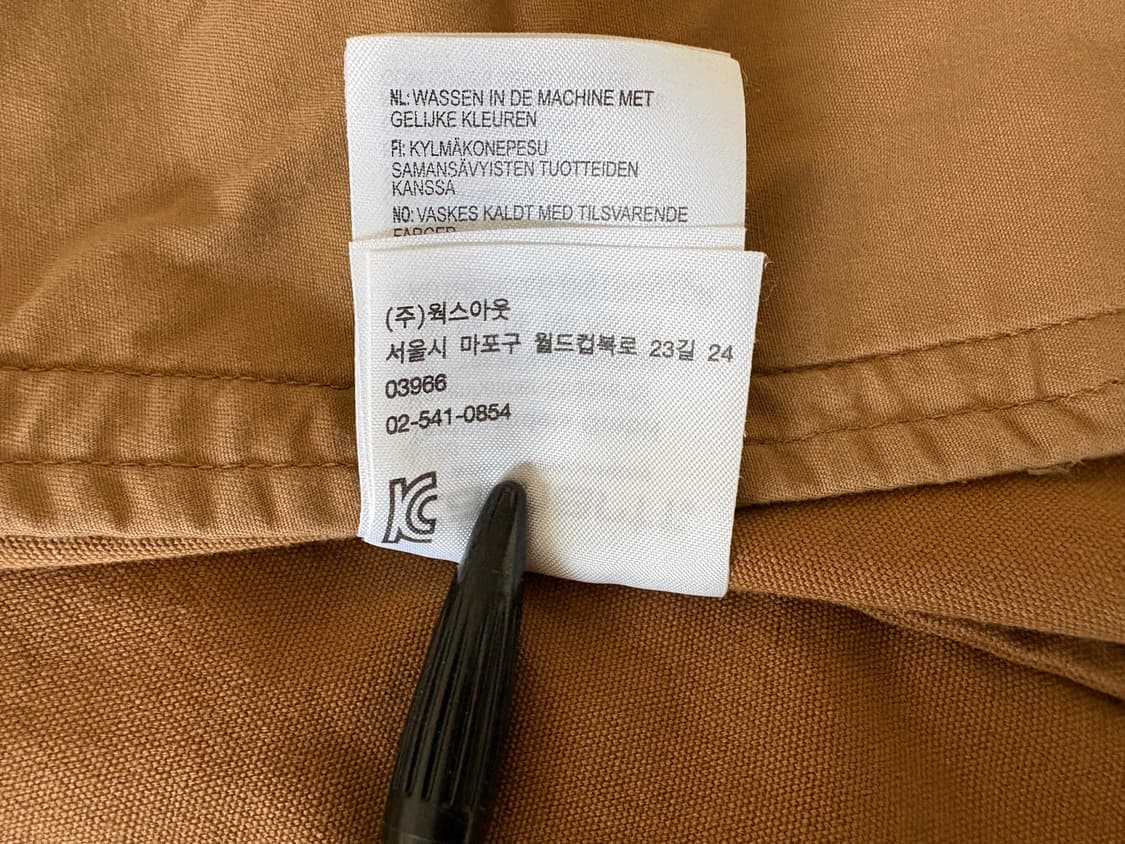 NL: WASSEN IN DE MACHINE MET
GELIJKE KLEUREN
FI: KYLMÄKONEPESU
SAMANSÄVYISTEN TUOTTEIDEN
KANSSA
NO: VASKES KALDT MED TILSVARENDE
FARGER
(주)웍스아웃
서울시 마포구 월드컵북로 23길 24
03966
02-541-0854
KC